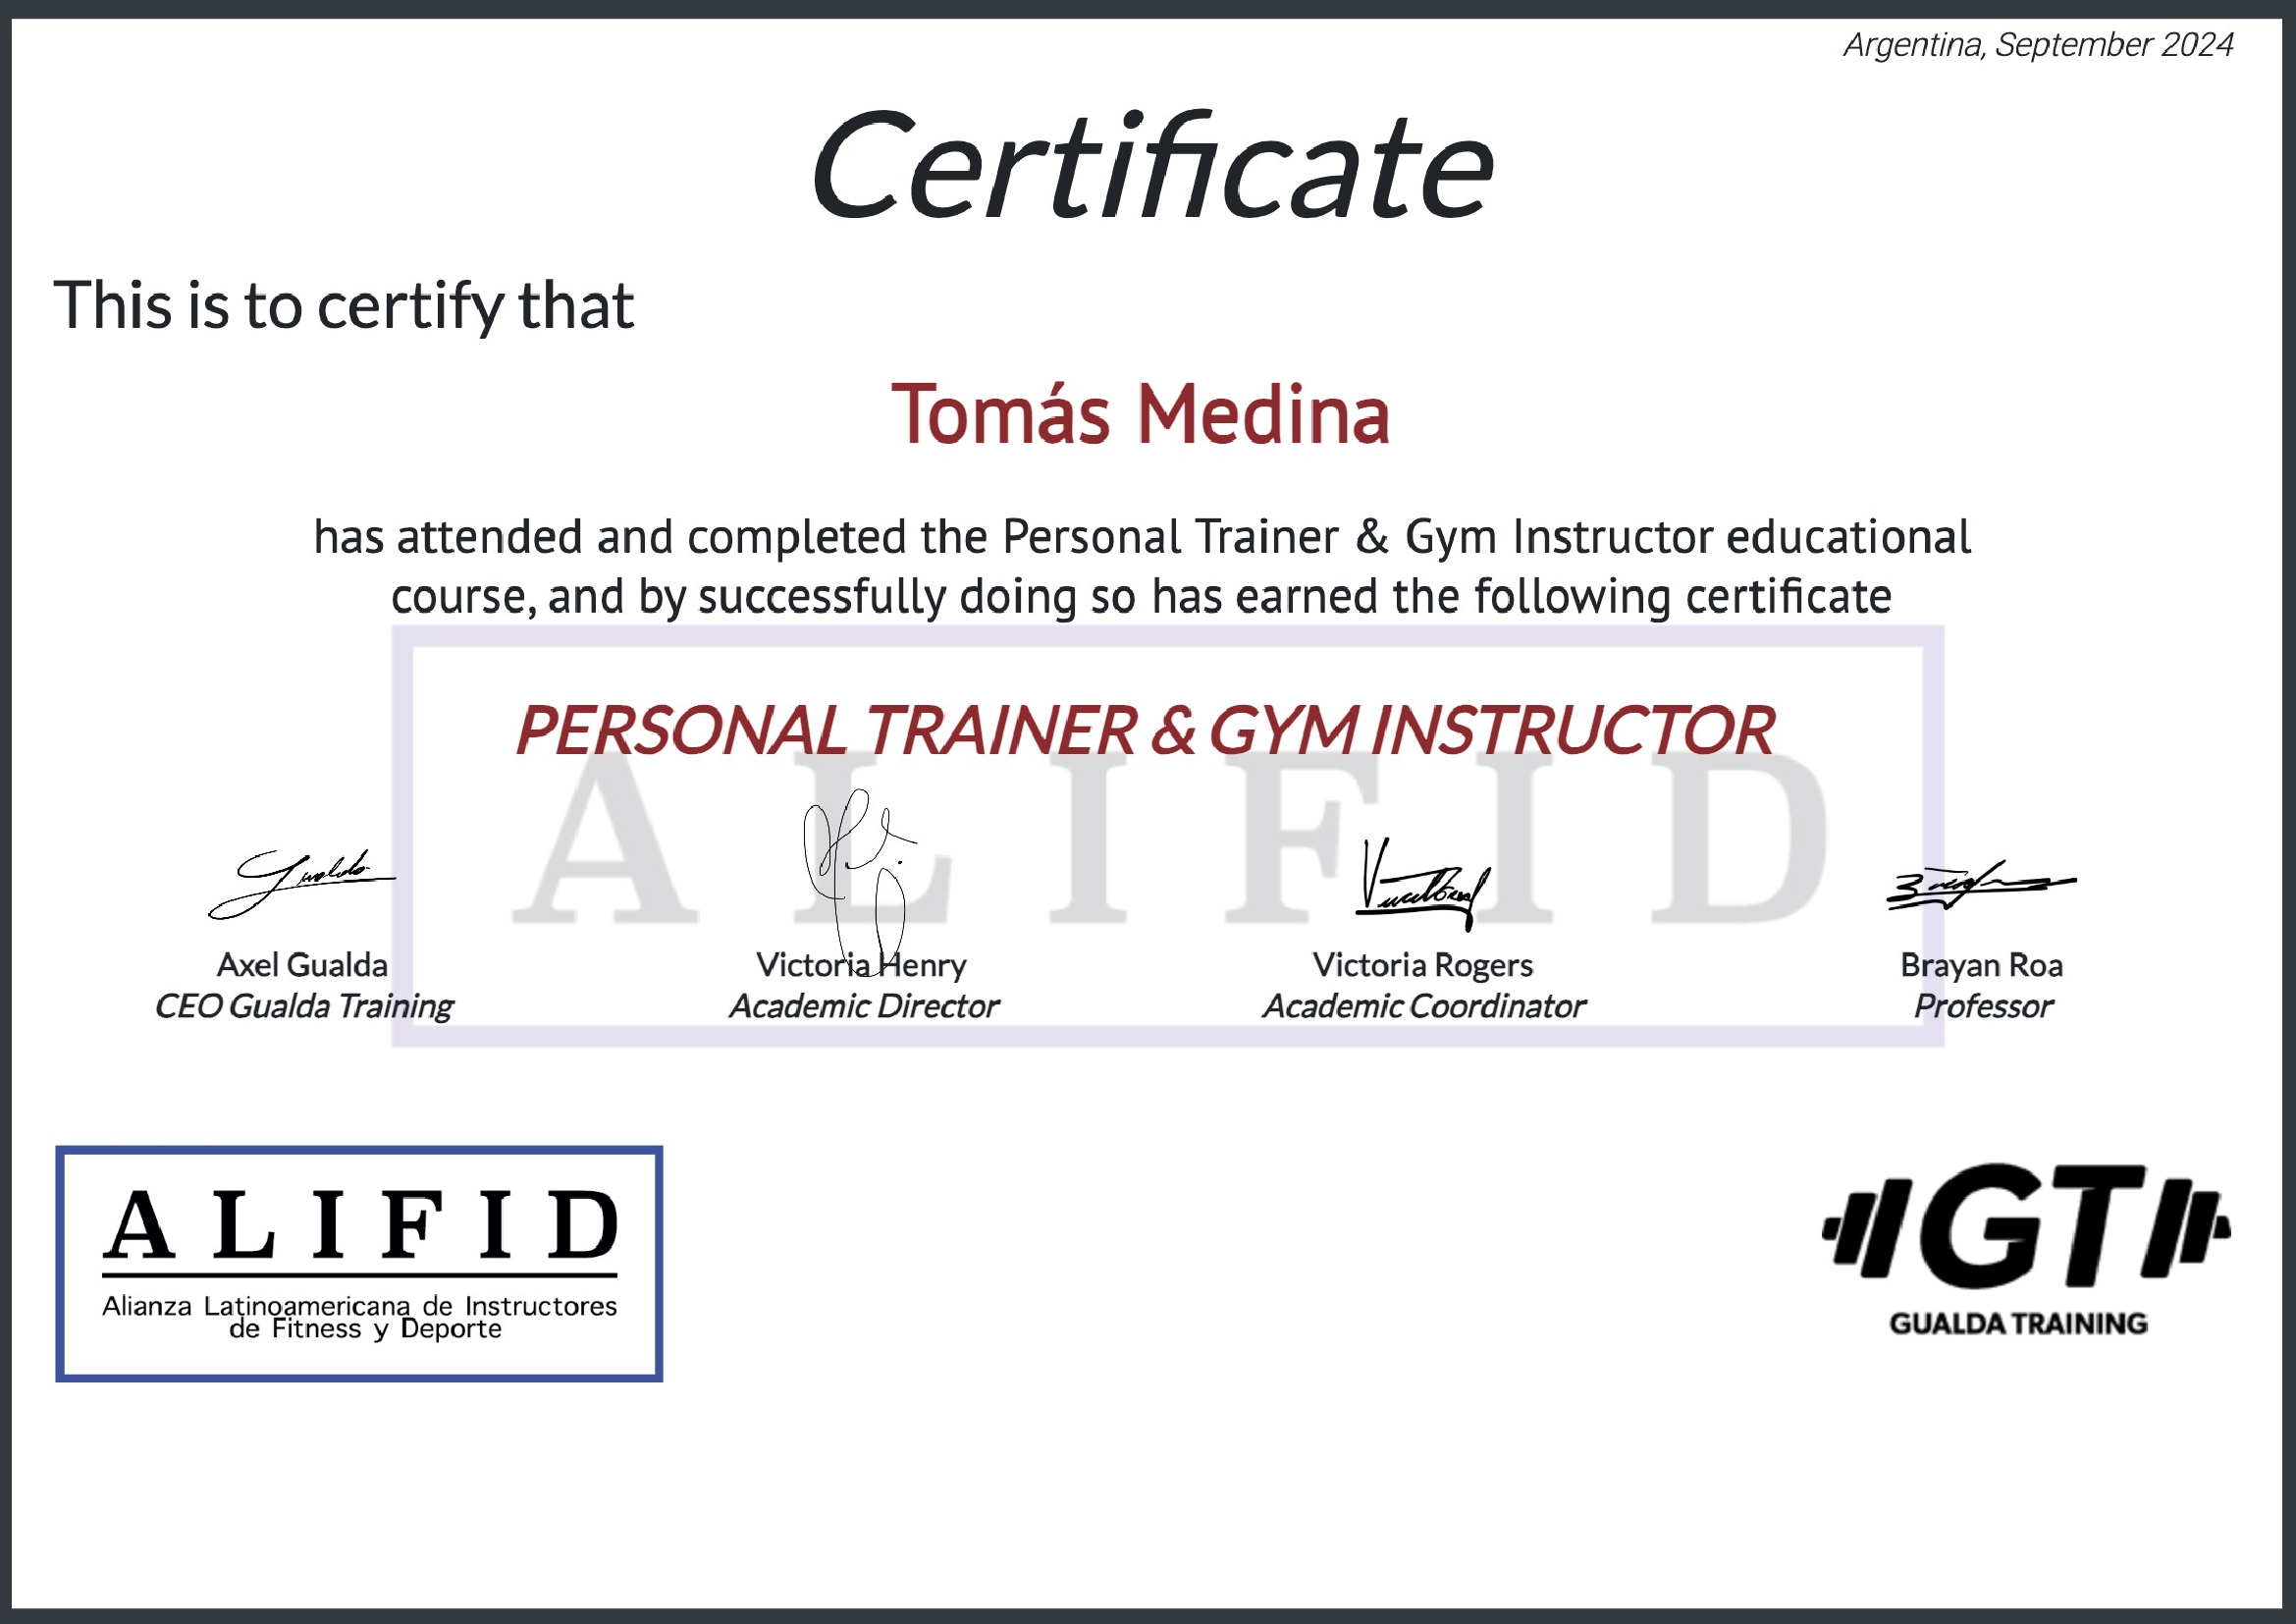 Argentina, September 2024
Certificate
This is to certify that
Tomás Medina
has attended and completed the Personal Trainer & Gym Instructor educational
course, and by successfully doing so has earned the following certificate
PERSONAL TRAINER & GYM INSTRUCTOR
ALIFID
Axel Gualda
CEO Gualda Training
Victoria Henry
Academic Director
Victoria Rogers
Academic Coordinator
Brayan Roa
Professor
ALIFID
Alianza Latinoamericana de Instructores
de Fitness y Deporte
GT
GUALDA TRAINING